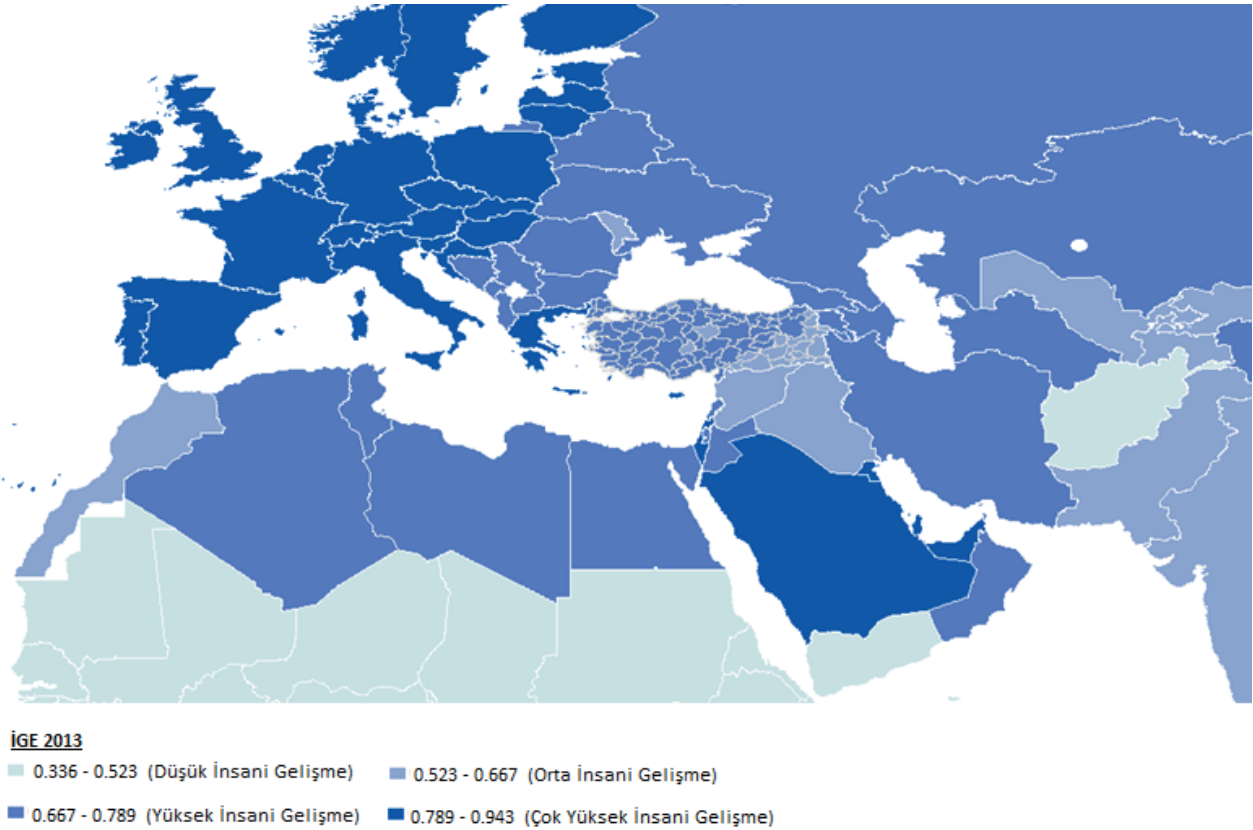 İGE 2013
0.336 - 0.523 (Düşük İnsani Gelişme)
0.523 - 0.667 (Orta İnsani Gelişme)
0.667 - 0.789 (Yüksek İnsani Gelişme)
0.789 - 0.943 (Çok Yüksek İnsani Gelişme)